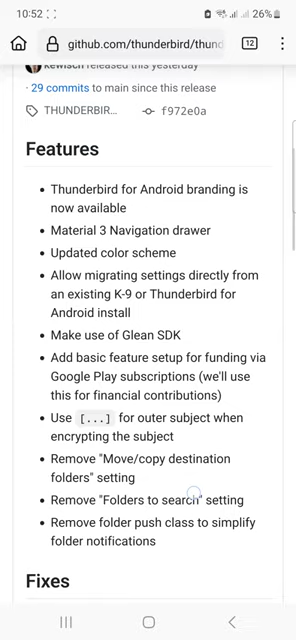 10:52 26%
github.com/thunderbird/thund 12
kewisch released this yesterday
29 commits to main since this release
THUNDERBIR... f972e0a
Features
• Thunderbird for Android branding is
now available
• Material 3 Navigation drawer
• Updated color scheme
• Allow migrating settings directly from
an existing K-9 or Thunderbird for
Android install
• Make use of Glean SDK
• Add basic feature setup for funding via
Google Play subscriptions (we'll use
this for financial contributions)
• Use [...] for outer subject when
encrypting the subject
• Remove "Move/copy destination
folders" setting
• Remove "Folders to search" setting
• Remove folder push class to simplify
folder notifications
Fixes